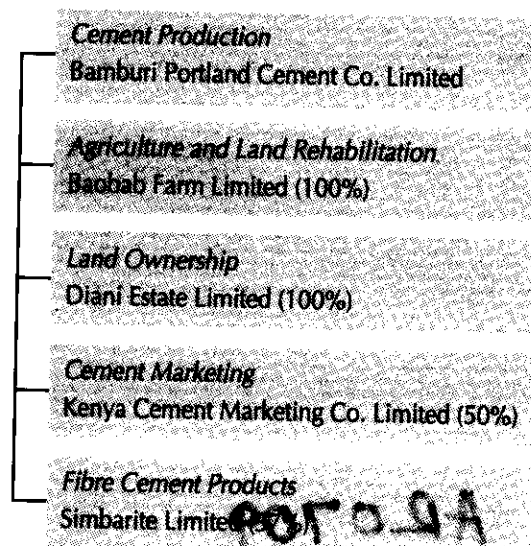 Cement Production
Bamburi Portland Cement Co. Limited
Agriculture and Land Rehabilitation
Baobab Farm Limited (100%)
Land Ownership
Diani Estate Limited (100%)
Cement Marketing
Kenya Cement Marketing Co. Limited (50%)
Fibre Cement Products
Simbarite Limited